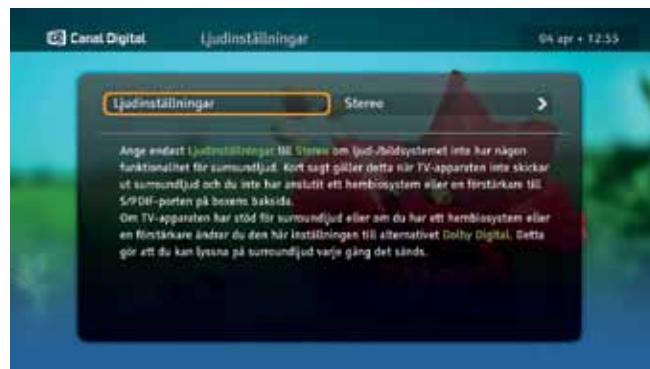 Canal Digital Ljudinställningar 04 apr • 12:55
Ljudinställningar Stereo
Ange endast Ljudinställningar till Stereo om ljud-/bildsystemet inte har någon
funktionalitet för surroundljud. Kort sagt gäller detta när TV-apparaten inte skickar
ut surroundljud och du inte har anslutit ett hembiosystem eller en förstärkare till
S/PDIF-porten på boxens baksida.
Om TV-apparaten har stöd för surroundljud eller om du har ett hembiosystem eller
en förstärkare ändrar du den här inställningen till alternativet Dolby Digital. Detta
gör att du kan lyssna på surroundljud varje gång det sänds.